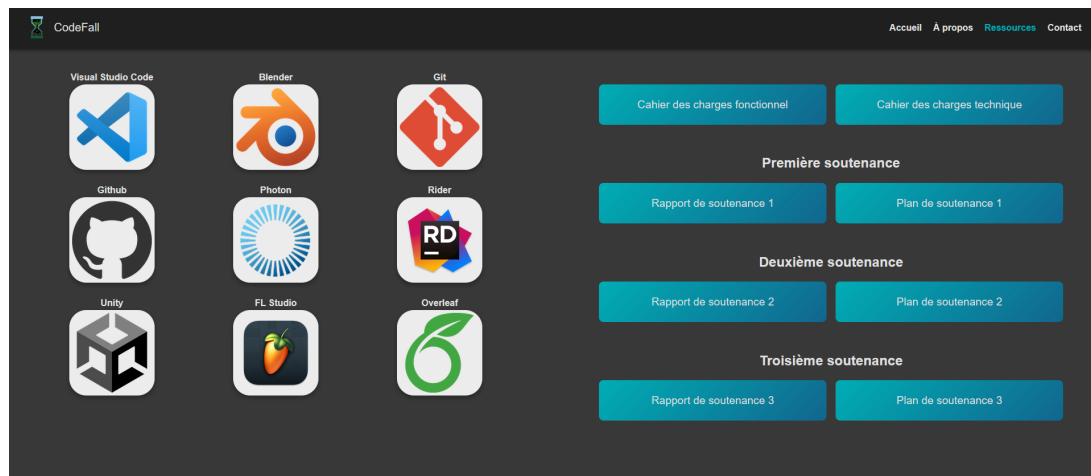 CodeFall
Accueil À propos Ressources Contact
Visual Studio Code
Blender
Git
Github
Photon
Rider
RD
Unity
FL Studio
Overleaf
Cahier des charges fonctionnel
Cahier des charges technique
Première soutenance
Rapport de soutenance 1
Plan de soutenance 1
Deuxième soutenance
Rapport de soutenance 2
Plan de soutenance 2
Troisième soutenance
Rapport de soutenance 3
Plan de soutenance 3